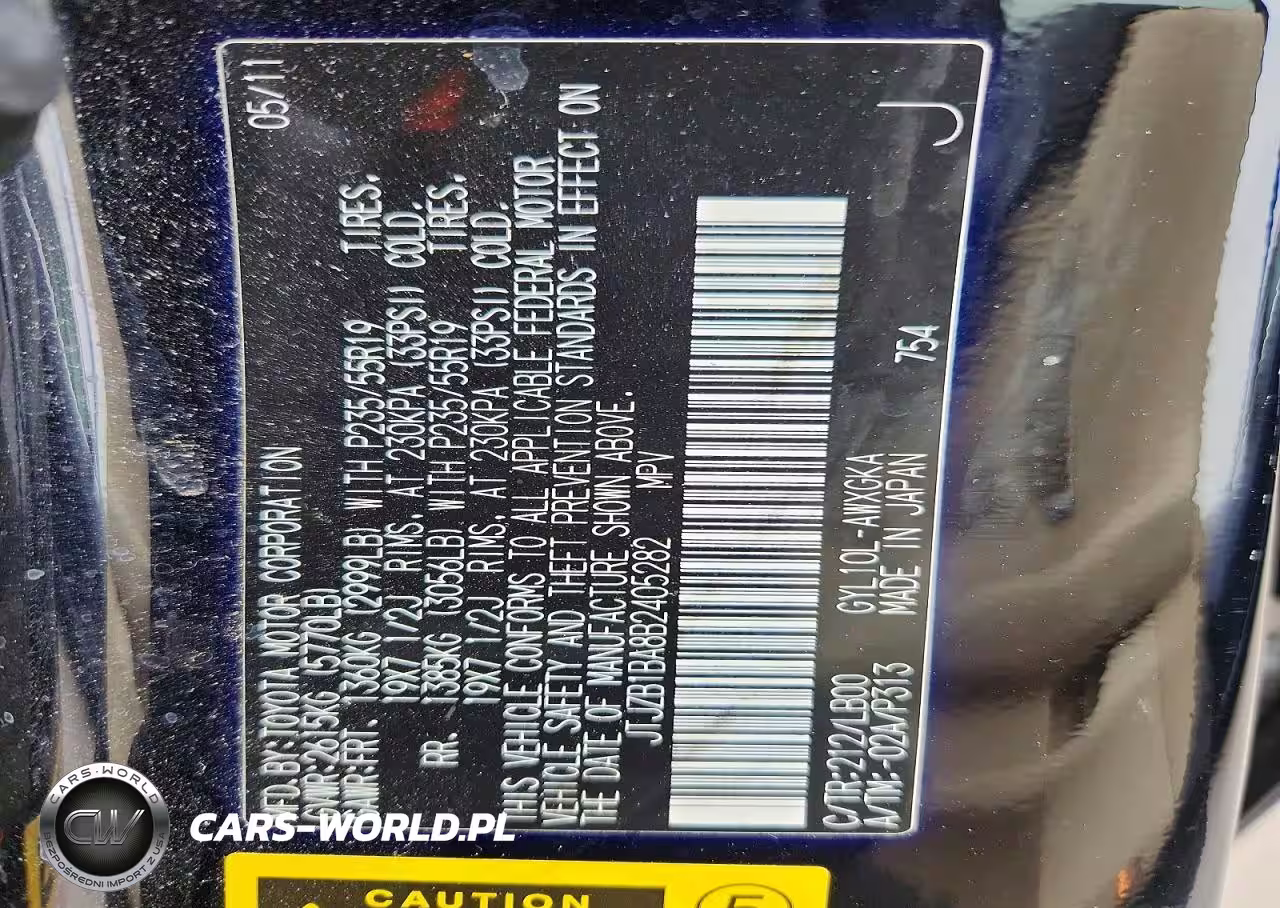 MFD.BY:TOYOTA MOTOR CORPORATION 05/11
GVWR:2615KG (5770LB)
GAWR:FRT. 1360KG (2999LB) WITH P235/55R19 TIRES.
19X7 1/2J RIMS. AT 230KPA (33PSI) COLD.
RR. 1385KG (3056LB) WITH P235/55R19 TIRES.
19X7 1/2J RIMS. AT 230KPA (33PSI) COLD.
THIS VEHICLE CONFORMS TO ALL APPLICABLE FEDERAL MOTOR
VEHICLE SAFETY AND THEFT PREVENTION STANDARDS IN EFFECT ON
THE DATE OF MANUFACTURE SHOWN ABOVE.
JTJZB1BA8B2405282 MPV
C/TR:212/LB00 GYL10L-AWXGKA
A/TM:-02A/P313 MADE IN JAPAN 754
J
CAUTION
CARS-WORLD
CW
BEZPOŚREDNI IMPORT Z USA
CARS-WORLD.PL